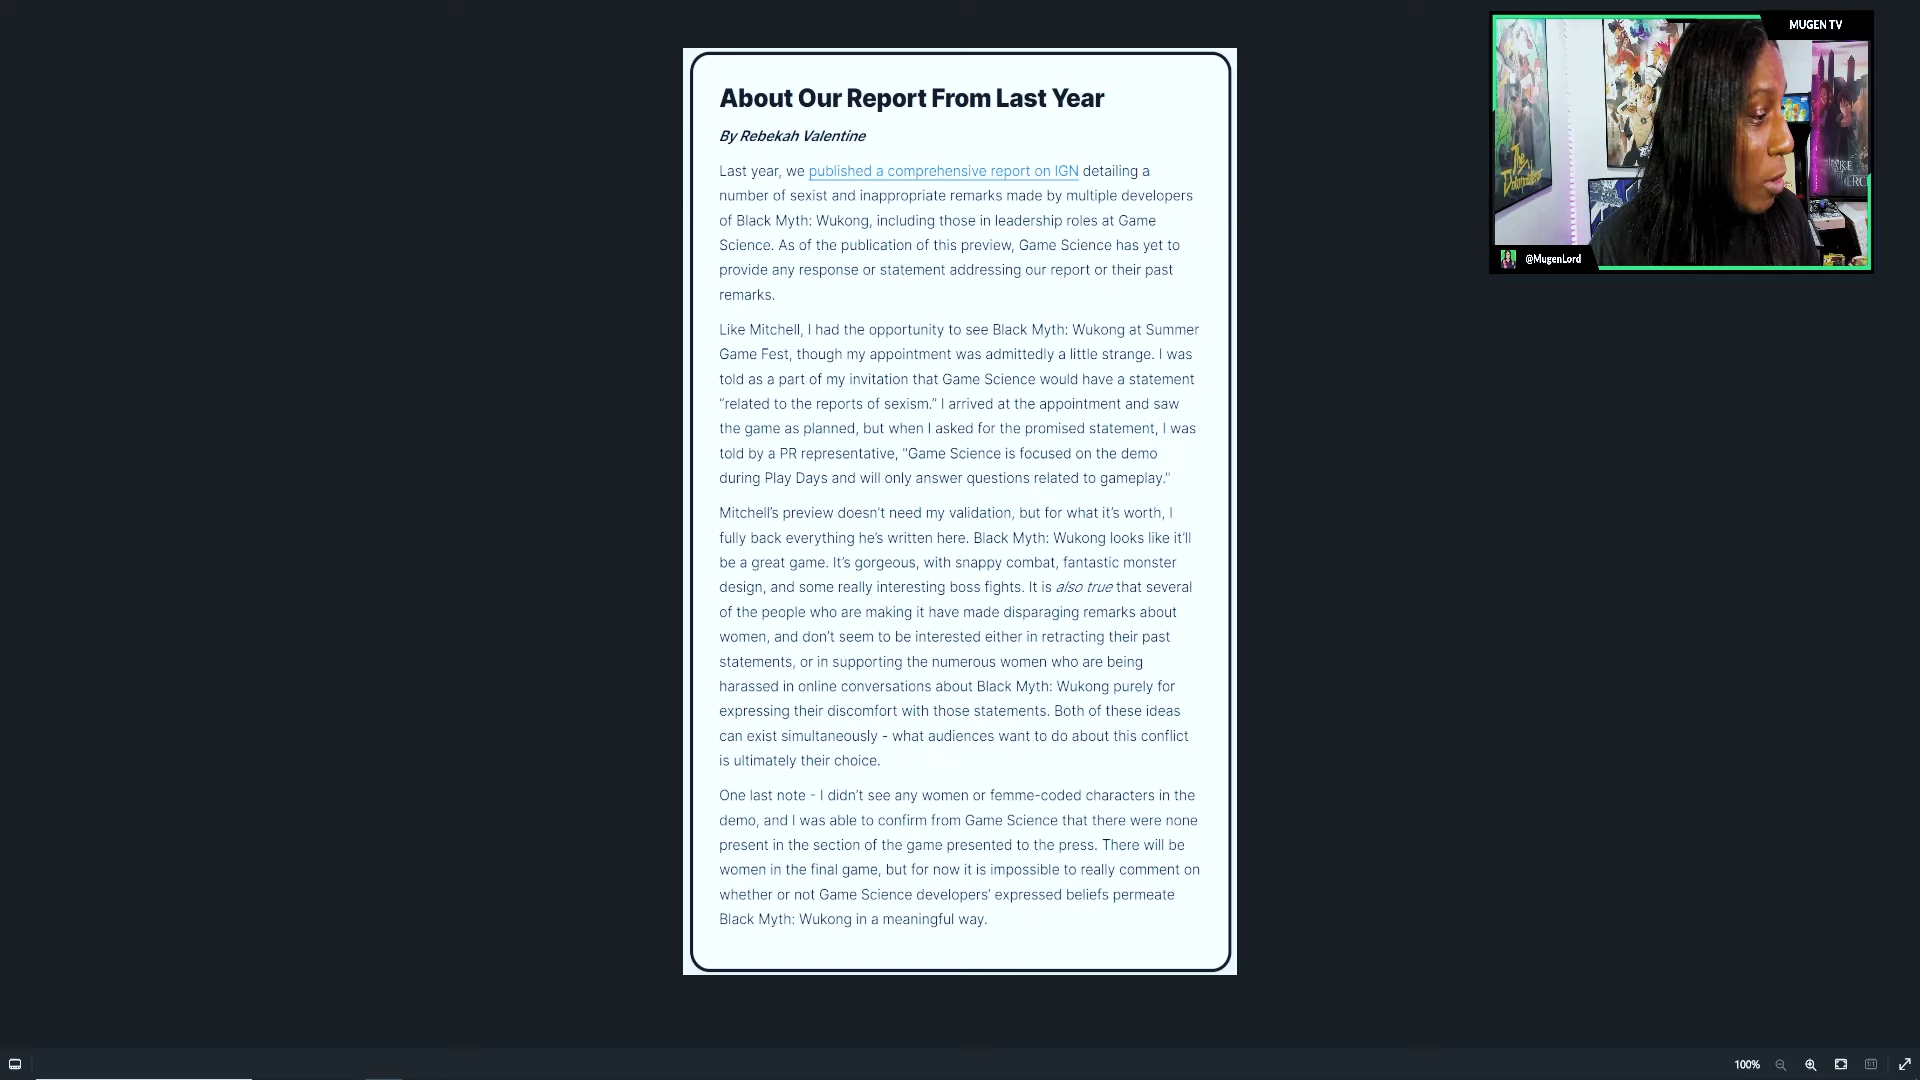 About Our Report From Last Year
By Rebekah Valentine
Last year, we published a comprehensive report on IGN detailing a
number of sexist and inappropriate remarks made by multiple developers
of Black Myth: Wukong, including those in leadership roles at Game
Science. As of the publication of this preview, Game Science has yet to
provide any response or statement addressing our report or their past
remarks.
Like Mitchell, I had the opportunity to see Black Myth: Wukong at Summer
Game Fest, though my appointment was admittedly a little strange. I was
told as a part of my invitation that Game Science would have a statement
“related to the reports of sexism.” I arrived at the appointment and saw
the game as planned, but when I asked for the promised statement, I was
told by a PR representative, "Game Science is focused on the demo
during Play Days and will only answer questions related to gameplay."
Mitchell’s preview doesn’t need my validation, but for what it’s worth, I
fully back everything he’s written here. Black Myth: Wukong looks like it’ll
be a great game. It’s gorgeous, with snappy combat, fantastic monster
design, and some really interesting boss fights. It is also true that several
of the people who are making it have made disparaging remarks about
women, and don’t seem to be interested either in retracting their past
statements, or in supporting the numerous women who are being
harassed in online conversations about Black Myth: Wukong purely for
expressing their discomfort with those statements. Both of these ideas
can exist simultaneously - what audiences want to do about this conflict
is ultimately their choice.
One last note - I didn’t see any women or femme-coded characters in the
demo, and I was able to confirm from Game Science that there were none
present in the section of the game presented to the press. There will be
women in the final game, but for now it is impossible to really comment on
whether or not Game Science developers’ expressed beliefs permeate
Black Myth: Wukong in a meaningful way.
MUGEN TV
@MugenLord
100%